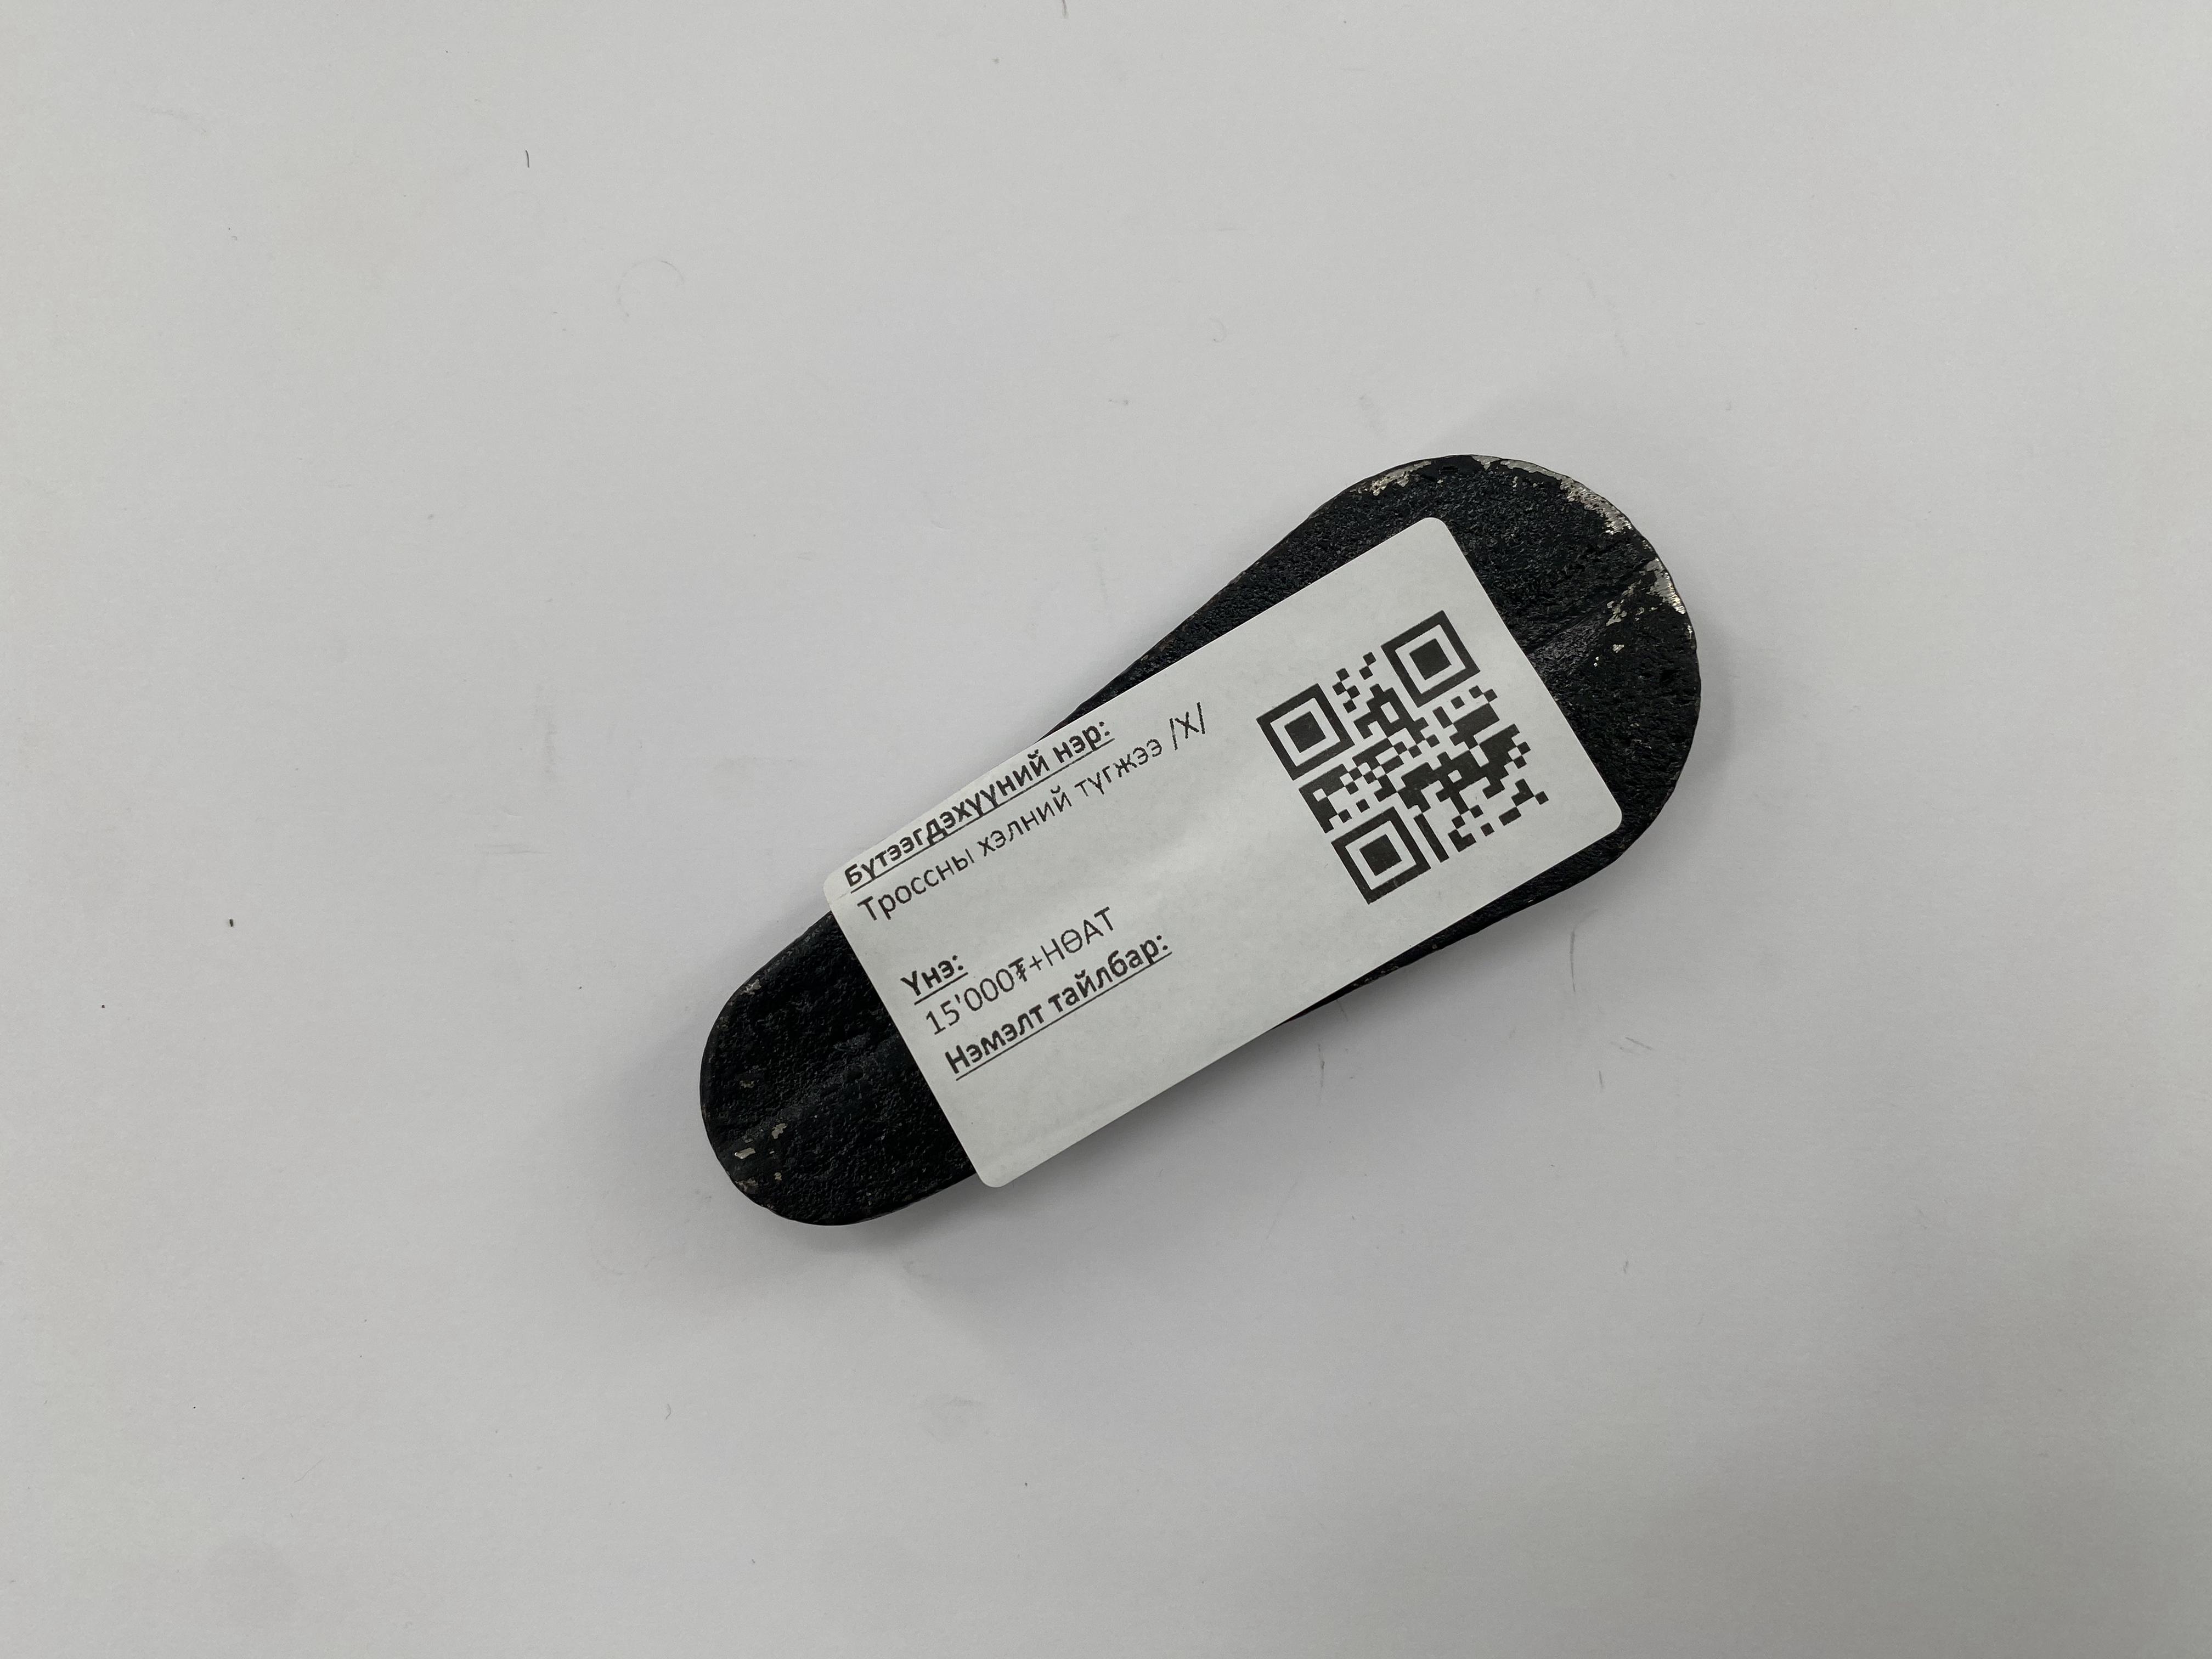 Бүтээгдэхүүний нэр:
Троссны хэлний түгжээ /Х/
Үнэ:
15'000₮+НӨАТ
Нэмэлт тайлбар: